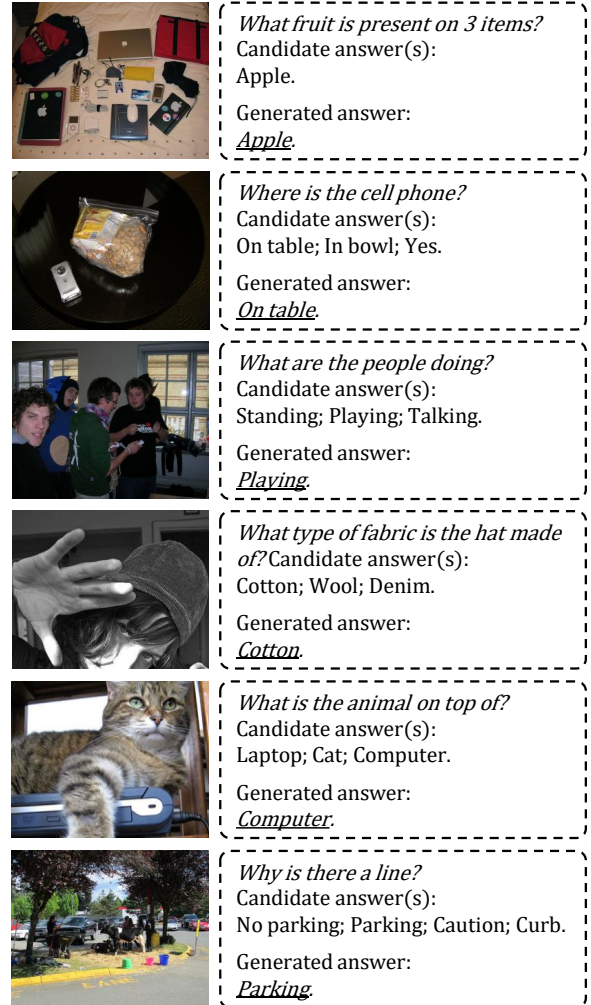 What fruit is present on 3 items?
Candidate answer(s):
Apple.
Generated answer:
Apple.
Where is the cell phone?
Candidate answer(s):
On table; In bowl; Yes.
Generated answer:
On table.
What are the people doing?
Candidate answer(s):
Standing; Playing; Talking.
Generated answer:
Playing.
What type of fabric is the hat made
of? Candidate answer(s):
Cotton; Wool; Denim.
Generated answer:
Cotton.
What is the animal on top of?
Candidate answer(s):
Laptop; Cat; Computer.
Generated answer:
Computer.
Why is there a line?
Candidate answer(s):
No parking; Parking; Caution; Curb.
Generated answer:
Parking.
LANE